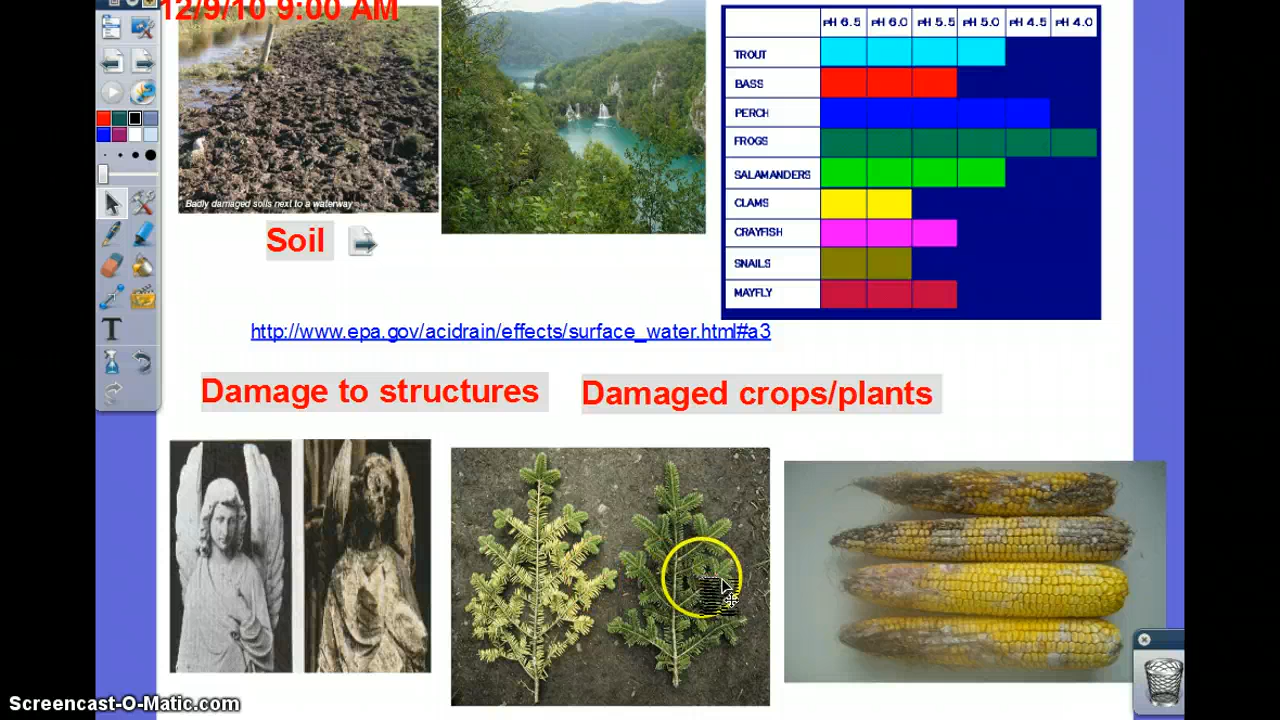 12/9/10 9:00 AM
Badly damaged soils next to a waterway
Soil
pH 6.5 pH 6.0 pH 5.5 pH 5.0 pH 4.5 pH 4.0
TROUT
BASS
PERCH
FROGS
SALAMANDERS
CLAMS
CRAYFISH
SNAILS
MAYFLY
http://www.epa.gov/acidrain/effects/surface_water.html#a3
Damage to structures
Damaged crops/plants
T
Screencast-O-Matic.com